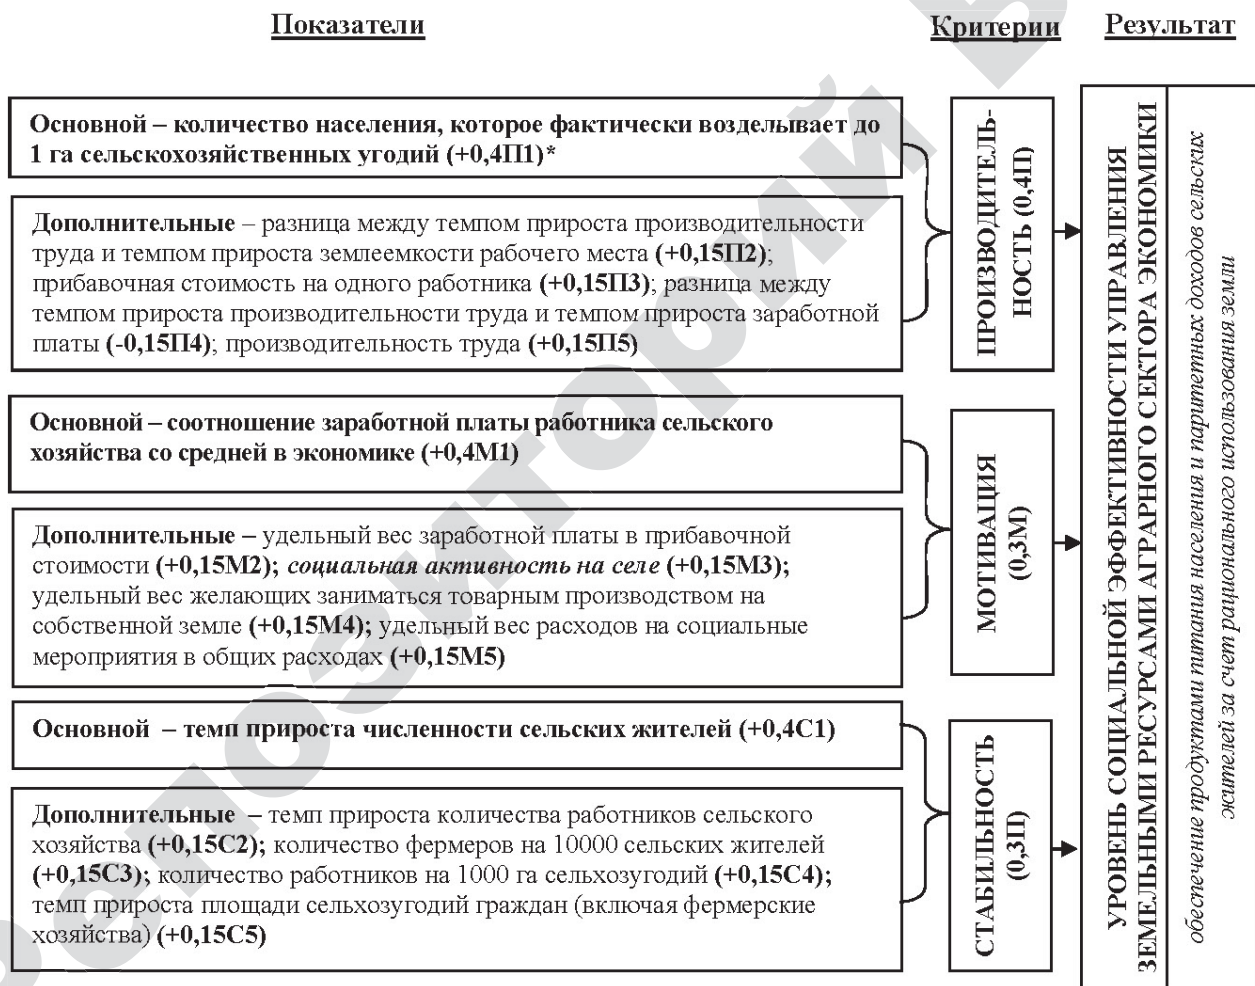 Показатели
Критерии
Результат
Основной – количество населения, которое фактически возделывает до
1 га сельскохозяйственных угодий (+0,4П1)*
Дополнительные – разница между темпом прироста производительности
труда и темпом прироста землеемкости рабочего места (+0,15П2);
прибавочная стоимость на одного работника (+0,15П3); разница между
темпом прироста производительности труда и темпом прироста заработной
платы (-0,15П4); производительность труда (+0,15П5)
ПРОИЗВОДИТЕЛЬ-
НОСТЬ (0,4П)
Основной – соотношение заработной платы работника сельского
хозяйства со средней в экономике (+0,4М1)
Дополнительные – удельный вес заработной платы в прибавочной
стоимости (+0,15М2); социальная активность на селе (+0,15М3);
удельный вес желающих заниматься товарным производством на
собственной земле (+0,15М4); удельный вес расходов на социальные
мероприятия в общих расходах (+0,15М5)
МОТИВАЦИЯ
(0,3М)
Основной – темп прироста численности сельских жителей (+0,4С1)
Дополнительные – темп прироста количества работников сельского
хозяйства (+0,15С2); количество фермеров на 10000 сельских жителей
(+0,15С3); количество работников на 1000 га сельхозугодий (+0,15С4);
темп прироста площади сельхозугодий граждан (включая фермерские
хозяйства) (+0,15С5)
СТАБИЛЬНОСТЬ
(0,3П)
УРОВЕНЬ СОЦИАЛЬНОЙ ЭФФЕКТИВНОСТИ УПРАВЛЕНИЯ
ЗЕМЕЛЬНЫМИ РЕСУРСАМИ АГРАРНОГО СЕКТОРА ЭКОНОМИКИ
обеспечение продуктами питания населения и паритетных доходов сельских
жителей за счет рационального использования земли
Репозиторий